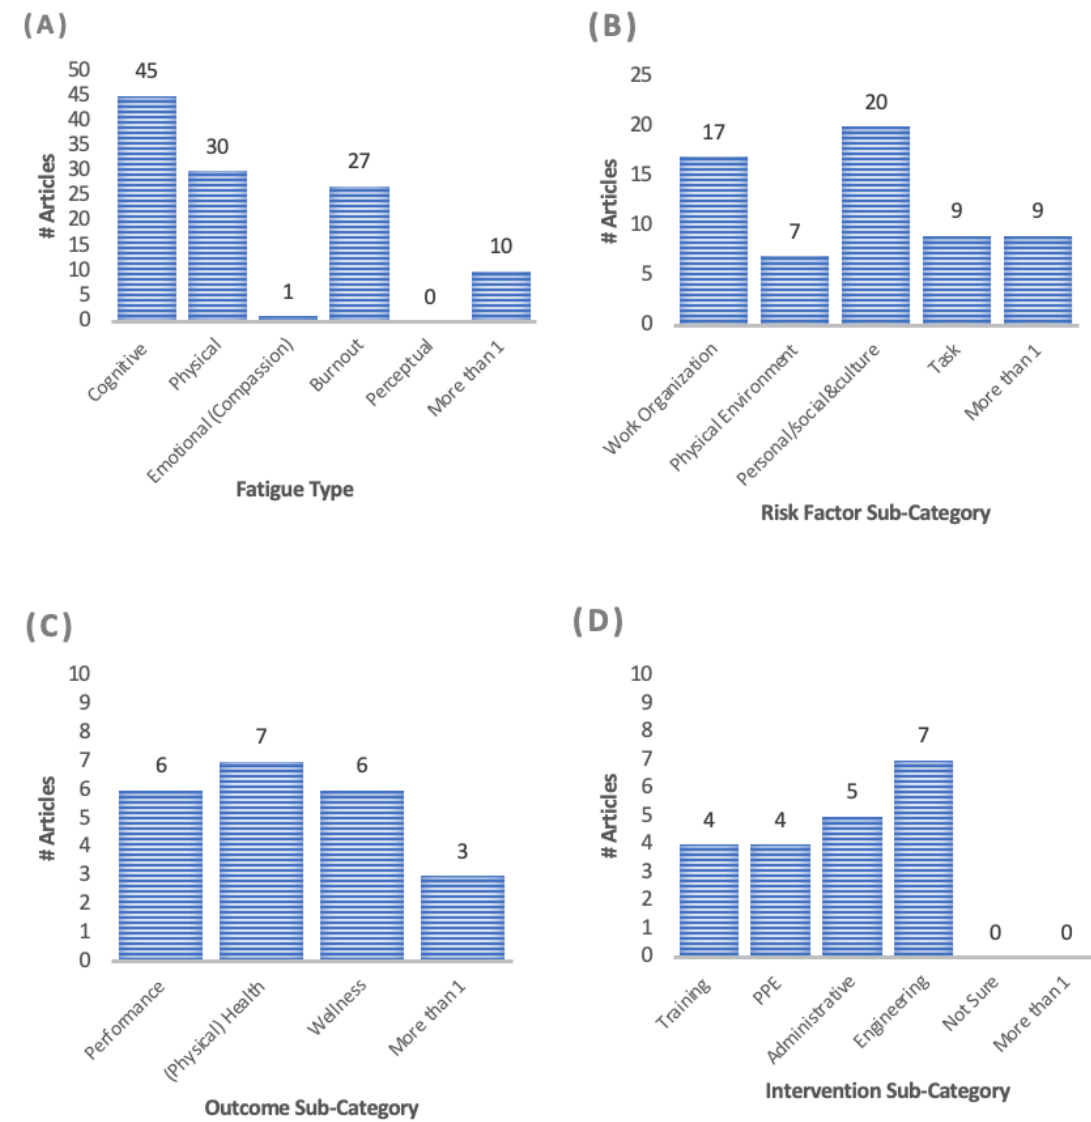 (A)
50
45
40
35
30
25
20
15
10
5
0
# Articles
45
30
1
27
0
10
Cognitive
Physical
Emotional (Compassion)
Burnout
Perceptual
More than 1
Fatigue Type
(B)
25
20
15
10
5
0
# Articles
17
7
20
9
9
Work Organization
Physical Environment
Personal/social&culture
Task
More than 1
Risk Factor Sub-Category
(C)
10
9
8
7
6
5
4
3
2
1
0
# Articles
6
7
6
3
Performance
(Physical) Health
Wellness
More than 1
Outcome Sub-Category
(D)
10
9
8
7
6
5
4
3
2
1
0
# Articles
4
4
5
7
0
0
Training
PPE
Administrative
Engineering
Not Sure
More than 1
Intervention Sub-Category